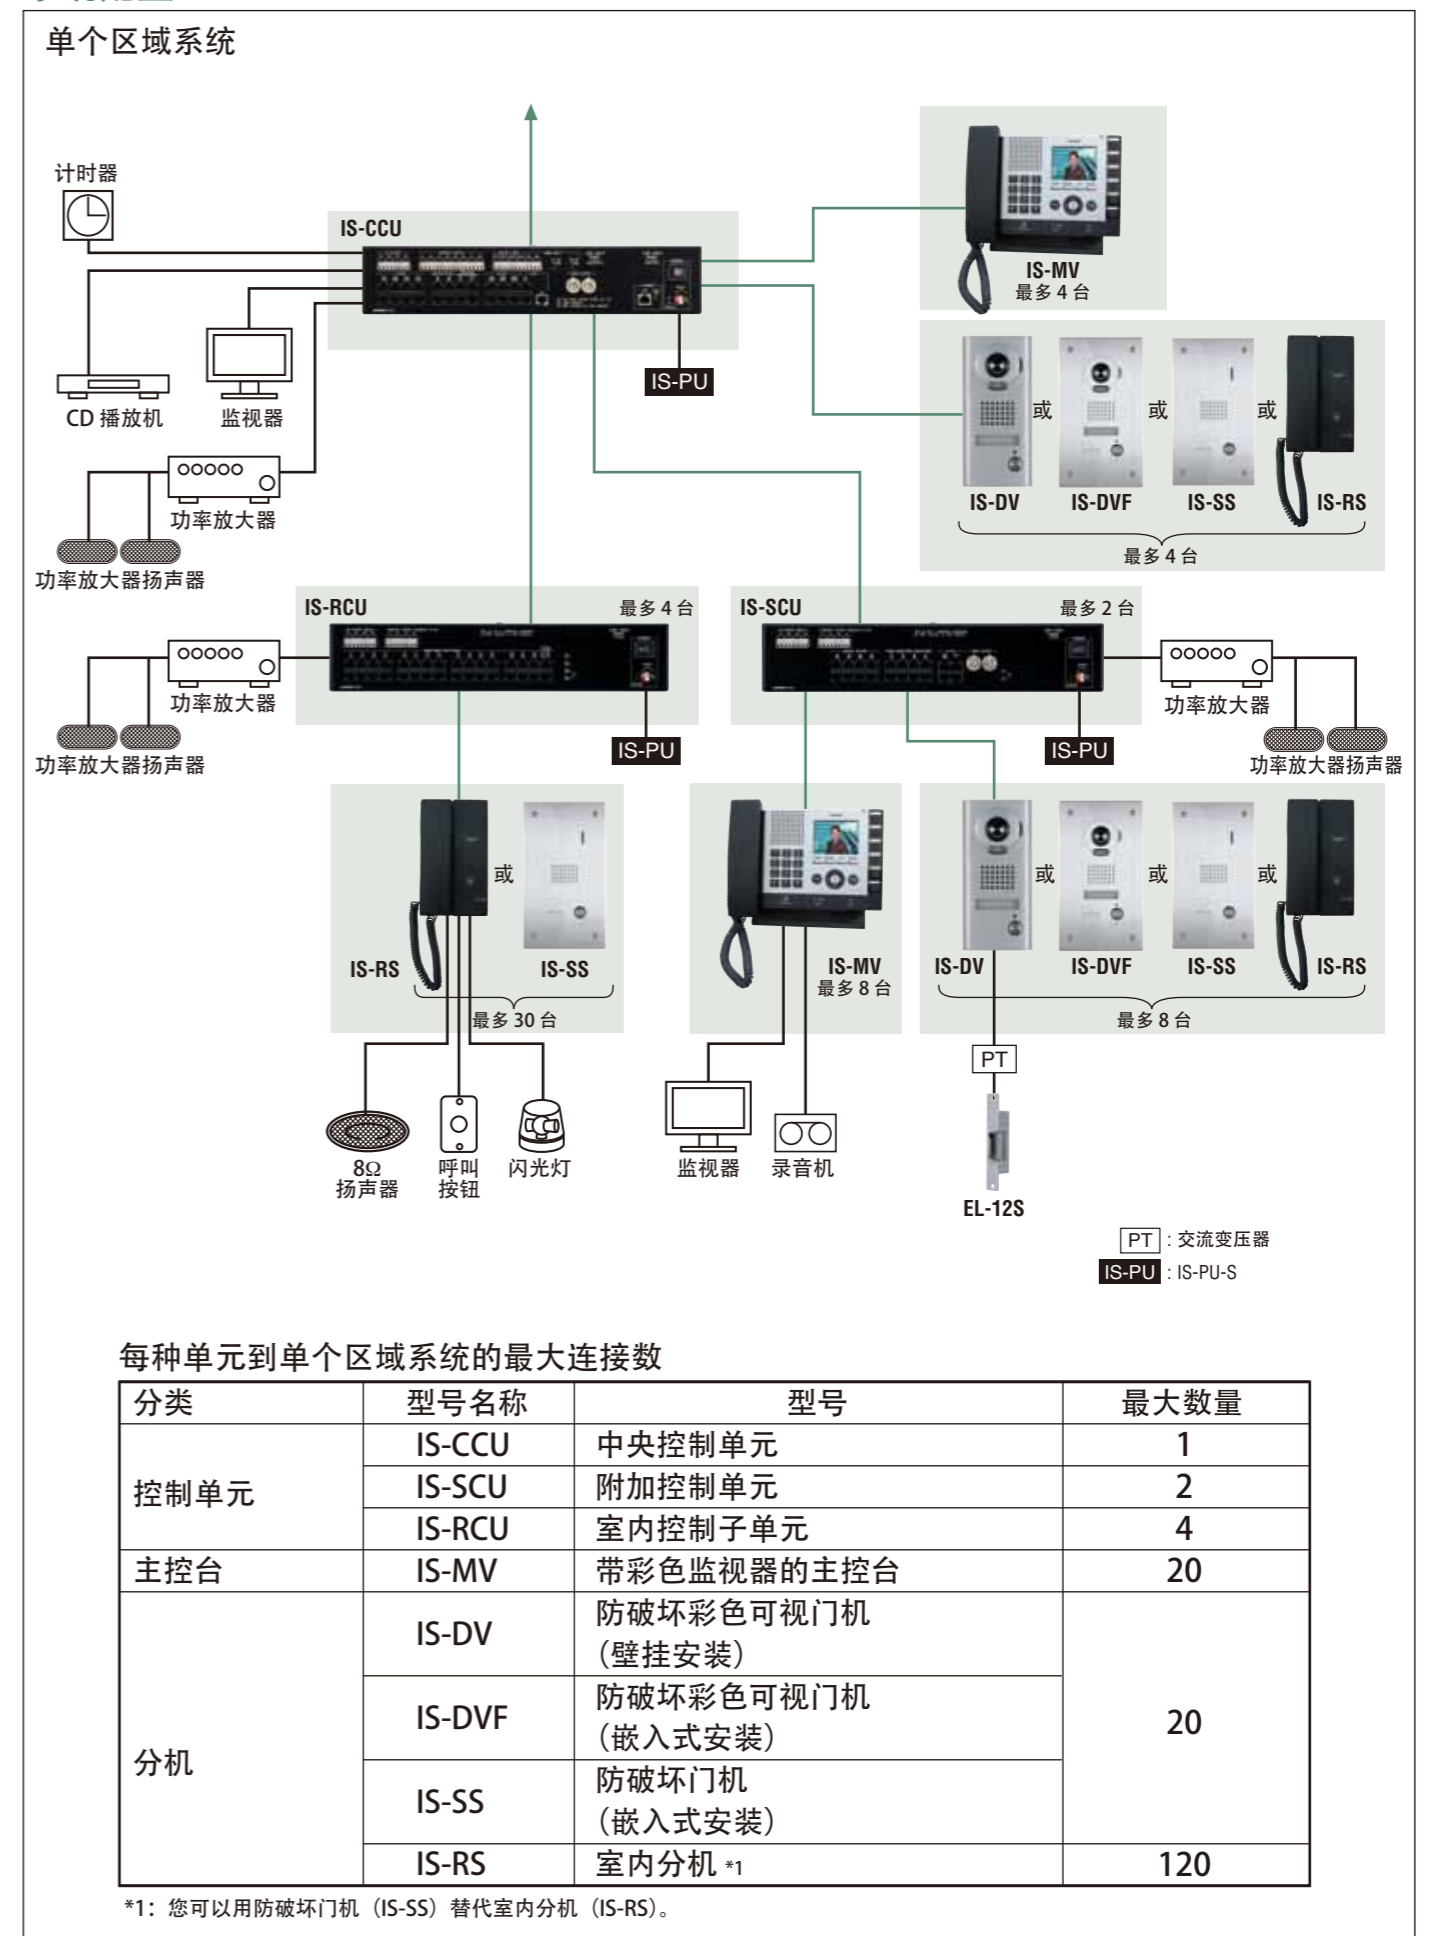 单个区域系统
计时器
IS-CCU
IS-MV
最多 4 台
IS-PU
CD 播放机
监视器
或
或
或
IS-DV
IS-DVF
IS-SS
IS-RS
最多 4 台
功率放大器
功率放大器扬声器
IS-RCU
最多 4 台
IS-SCU
最多 2 台
功率放大器
功率放大器
功率放大器扬声器
IS-PU
IS-PU
功率放大器扬声器
或
或
或
或
IS-RS
IS-SS
最多 30 台
IS-MV
最多 8 台
IS-DV
IS-DVF
IS-SS
IS-RS
最多 8 台
PT
8Ω
扬声器
呼叫
按钮
闪光灯
监视器
录音机
EL-12S
PT : 交流变压器
IS-PU : IS-PU-S
每种单元到单个区域系统的最大连接数
分类 型号名称 型号 最大数量
控制单元
IS-CCU 中央控制单元 1
IS-SCU 附加控制单元 2
IS-RCU 室内控制子单元 4
主控台 IS-MV 带彩色监视器的主控台 20
分机
IS-DV 防破坏彩色可视门机
（壁挂安装）
IS-DVF 防破坏彩色可视门机
（嵌入式安装）
20
IS-SS 防破坏门机
（嵌入式安装）
IS-RS 室内分机 *1 120
*1：您可以用防破坏门机（IS-SS）替代室内分机（IS-RS）。